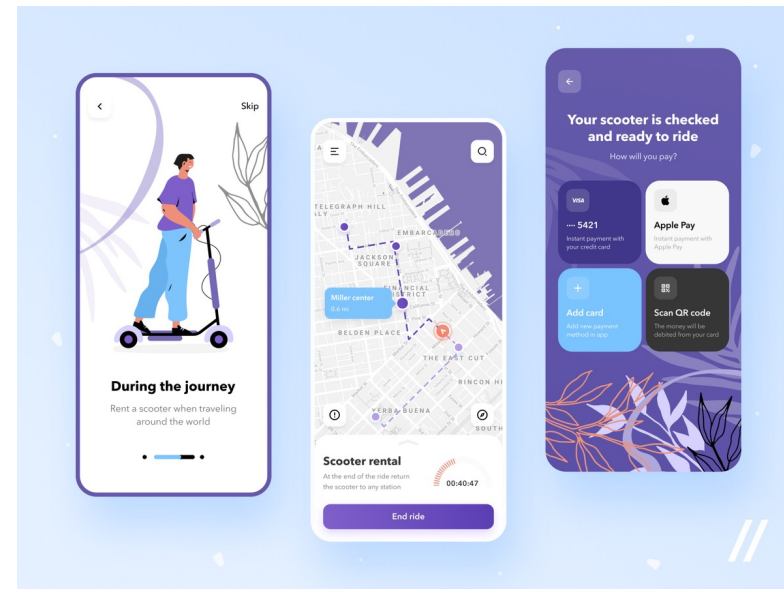 Skip
During the journey
Rent a scooter when traveling
around the world
TELEGRAPH HILL
EMBARCADERO
JACKSON
SQUARE
FINANCIAL
DISTRICT
Miller center
0.6 mi
BELDEN PLACE
THE EAST CUT
RINCON HI
YERBA BUENA
SOUTH
Scooter rental
At the end of the ride return
the scooter to any station
00:40:47
End ride
Your scooter is checked
and ready to ride
How will you pay?
VISA
···· 5421
Instant payment with
your credit card
Apple Pay
Instant payment with
Apple Pay
Add card
Add new payment
method in app
Scan QR code
The money will be
debited from your card